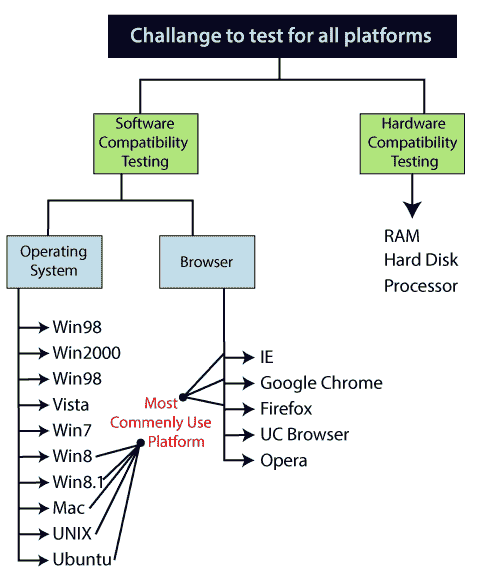 Challange to test for all platforms
Software
Compatibility
Testing
Hardware
Compatibility
Testing
Operating
System
Browser
RAM
Hard Disk
Processor
Win98
Win2000
Win98
Vista
Win7
Win8
Win8.1
Mac
UNIX
Ubuntu
Most
Commenly Use
Platform
IE
Google Chrome
Firefox
UC Browser
Opera